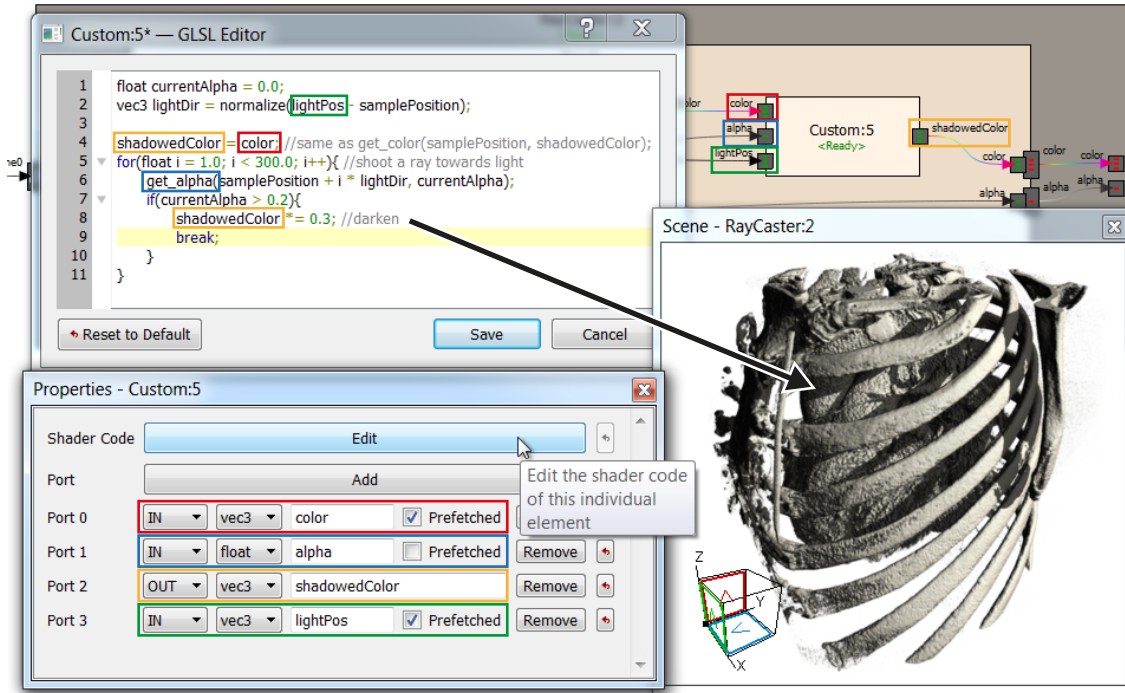 Custom:5* — GLSL Editor
1 float currentAlpha = 0.0;
2 vec3 lightDir = normalize(lightPos - samplePosition);
3
4 shadowedColor = color; //same as get_color(samplePosition, shadowedColor);
5 for(float i = 1.0; i < 300.0; i++){ //shoot a ray towards light
6 get_alpha(samplePosition + i * lightDir, currentAlpha);
7 if(currentAlpha > 0.2){
8 shadowedColor *= 0.3; //darken
9 break;
10 }
11 }
Reset to Default
Save
Cancel
color
alpha
lightPos
Custom:5
<Ready>
shadowedColor
color
color
color
alpha
alpha
alpha
Scene - RayCaster:2
Z
Y
X
Properties - Custom:5
Shader Code Edit
Port Add
Port 0 IN vec3 color Prefetched
Port 1 IN float alpha Prefetched Remove
Port 2 OUT vec3 shadowedColor Remove
Port 3 IN vec3 lightPos Prefetched Remove
Edit the shader code
of this individual
element